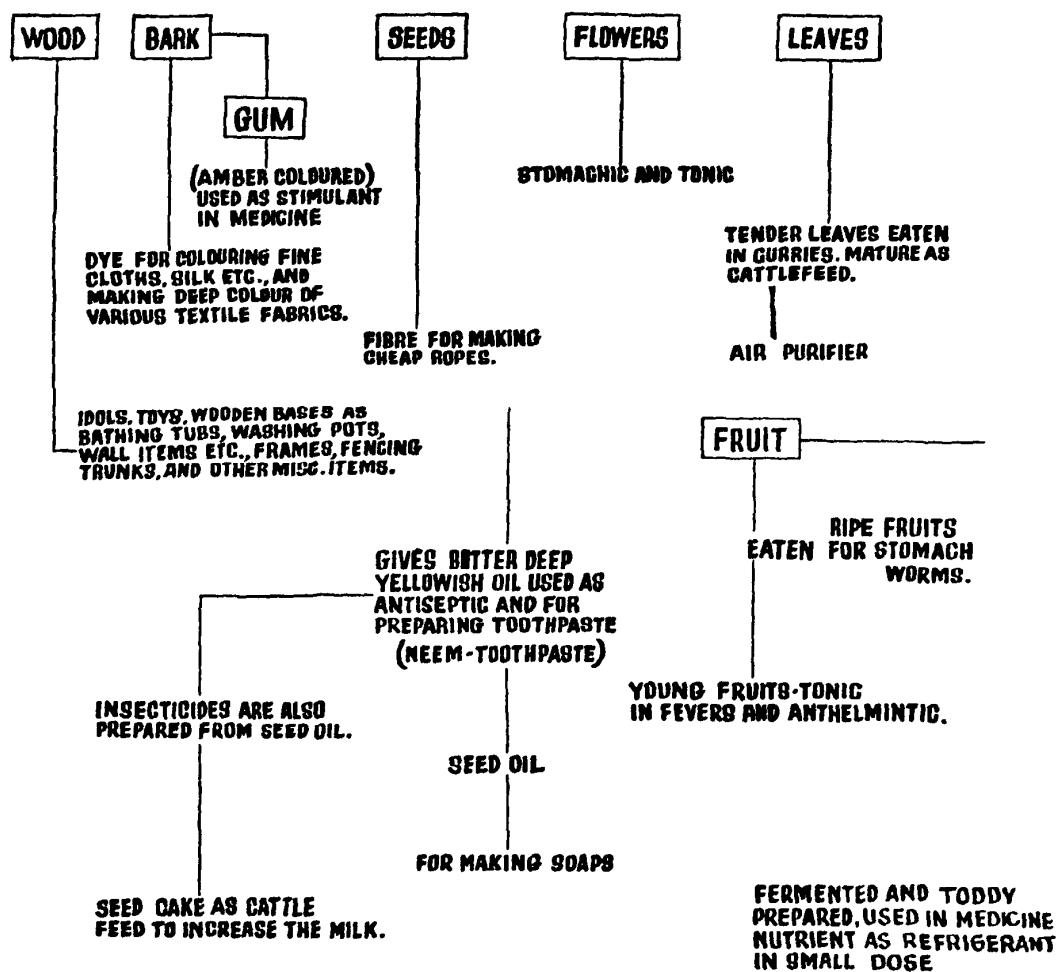 WOOD
BARK
SEEDS
FLOWERS
LEAVES
GUM
(AMBER COLOURED)
USED AS STIMULANT
IN MEDICINE
STOMACHIC AND TONIC
TENDER LEAVES EATEN
IN CURRIES. MATURE AS
CATTLEFEED.
DYE FOR COLOURING FINE
CLOTHS, SILK ETC., AND
MAKING DEEP COLOUR OF
VARIOUS TEXTILE FABRICS.
FIBRE FOR MAKING
CHEAP ROPES.
AIR PURIFIER
IDOLS, TOYS, WOODEN BASES AS
BATHING TUBS, WASHING POTS,
WALL ITEMS ETC., FRAMES, FENCING
TRUNKS, AND OTHER MISC. ITEMS.
FRUIT
RIPE FRUITS
EATEN FOR STOMACH
WORMS.
GIVES BITTER DEEP
YELLOWISH OIL USED AS
ANTISEPTIC AND FOR
PREPARING TOOTHPASTE
(NEEM-TOOTHPASTE)
YOUNG FRUITS-TONIC
IN FEVERS AND ANTHELMINTIC.
INSECTICIDES ARE ALSO
PREPARED FROM SEED OIL.
SEED OIL
FOR MAKING SOAPS
SEED CAKE AS CATTLE
FEED TO INCREASE THE MILK.
FERMENTED AND TODDY
PREPARED, USED IN MEDICINE
NUTRIENT AS REFRIGERANT
IN SMALL DOSE